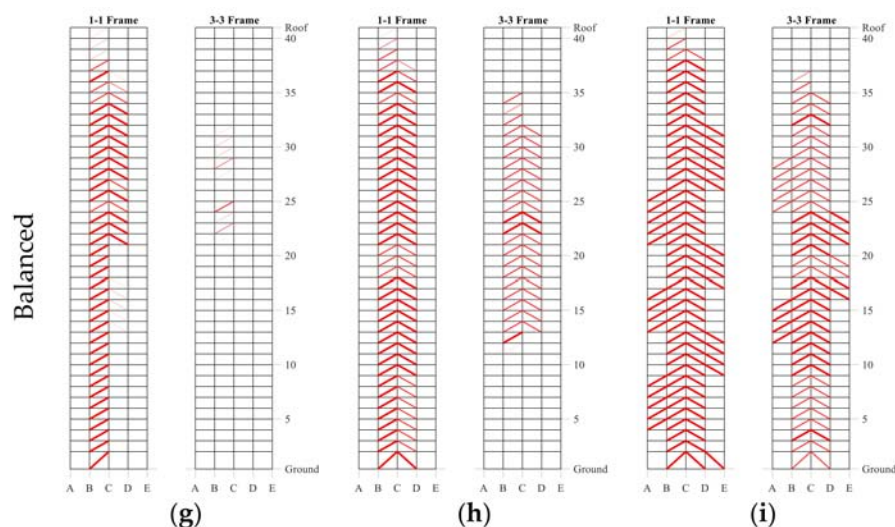 1-1 Frame 3-3 Frame 1-1 Frame 3-3 Frame 1-1 Frame 3-3 Frame
Roof Roof Roof
40 40 40
35 35 35
30 30 30
25 25 25
20 20 20
15 15 15
10 10 10
5 5 5
Ground Ground Ground
A B C D E A B C D E A B C D E A B C D E A B C D E A B C D E
(g) (h) (i)
Balanced